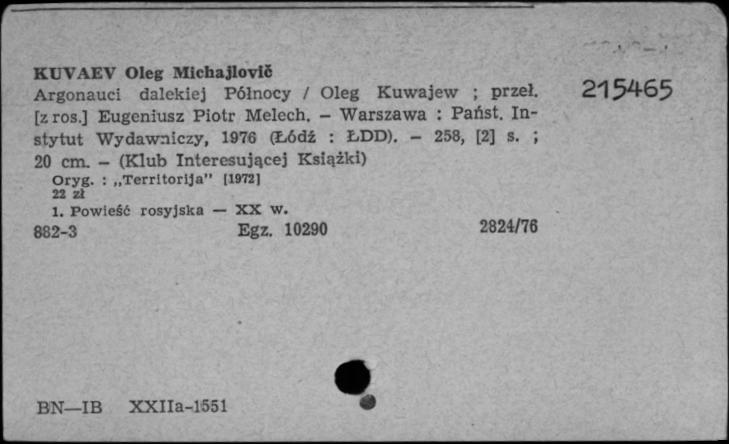 KUVAEV Oleg Michajlovič
215465
Argonauci dalekiej Północy / Oleg Kuwajew ; przeł.
[z ros.] Eugeniusz Piotr Melech. — Warszawa : Państ. In-
stytut Wydawniczy, 1976 (Łódź : ŁDD). — 258, [2] s. ;
20 cm. — (Klub Interesującej Książki)
Oryg. : „Territorija” [1972]
22 zł
1. Powieść rosyjska — XX w.
882-3 Egz. 10290 2824/76
BN—IB XXIIa-1551